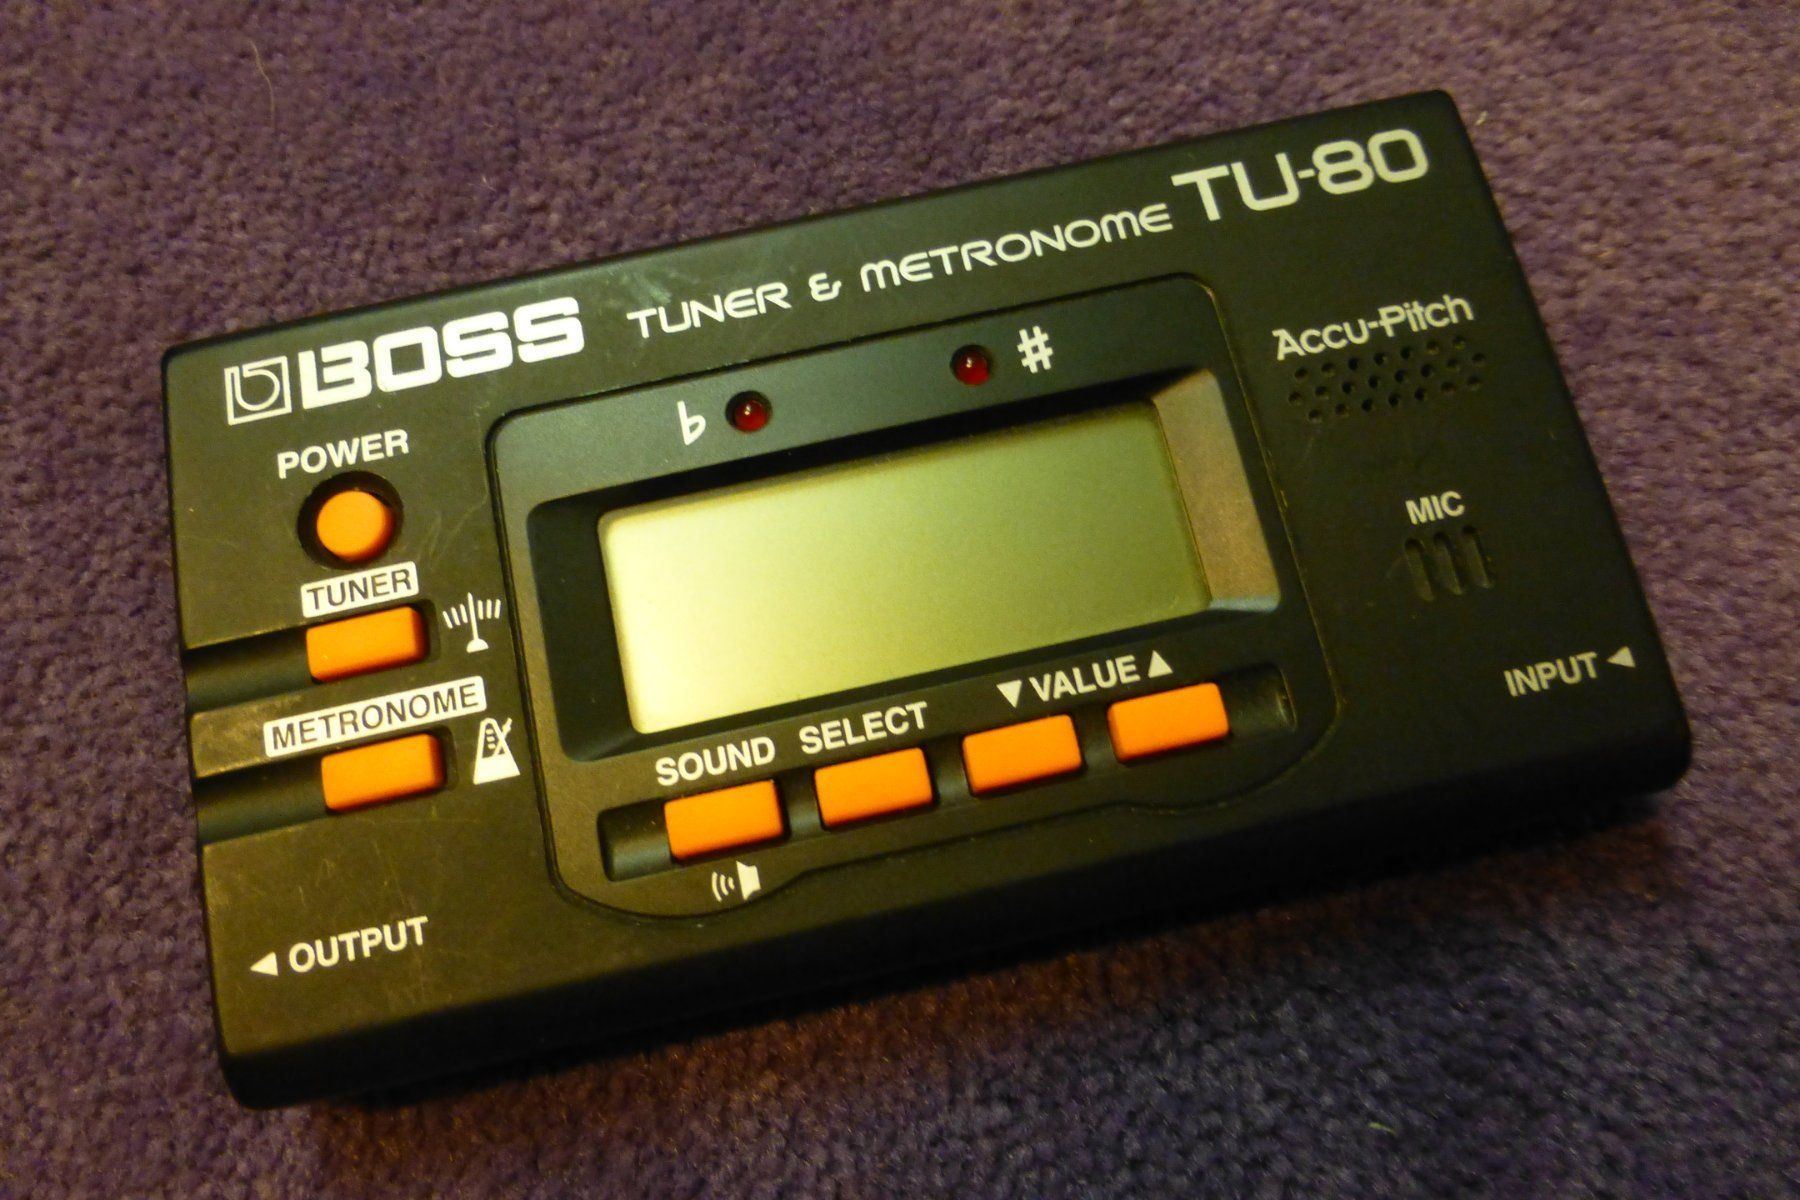 BOSS TUNER & METRONOME TU-80
Accu-Pitch
♭ ♯
POWER
MIC
TUNER
METRONOME
SOUND SELECT ▼ VALUE ▲
INPUT ◀
◀ OUTPUT